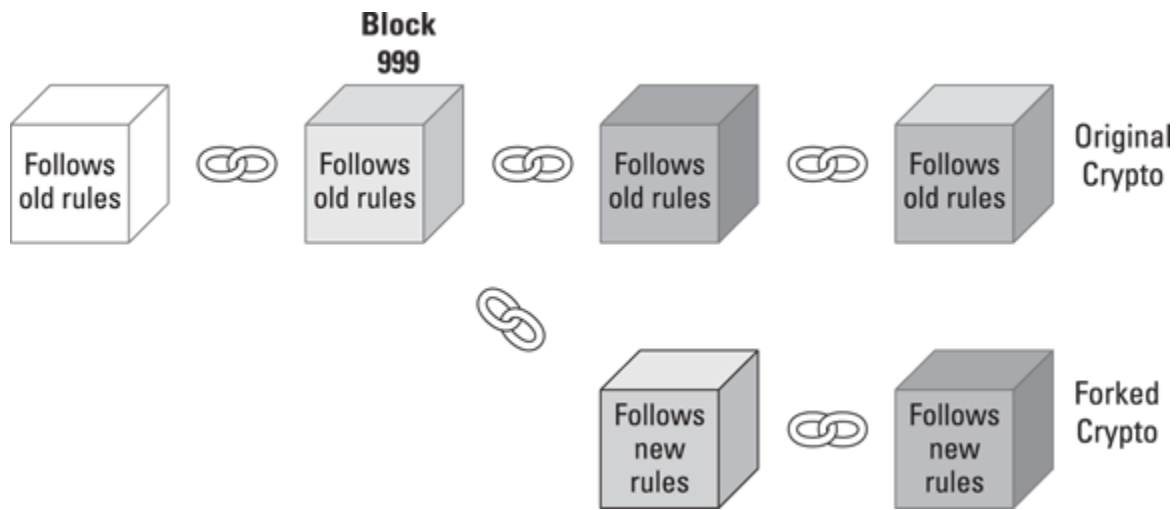 Block
999
Follows
old rules
Follows
old rules
Follows
old rules
Follows
old rules
Original
Crypto
Follows
new
rules
Follows
new
rules
Forked
Crypto